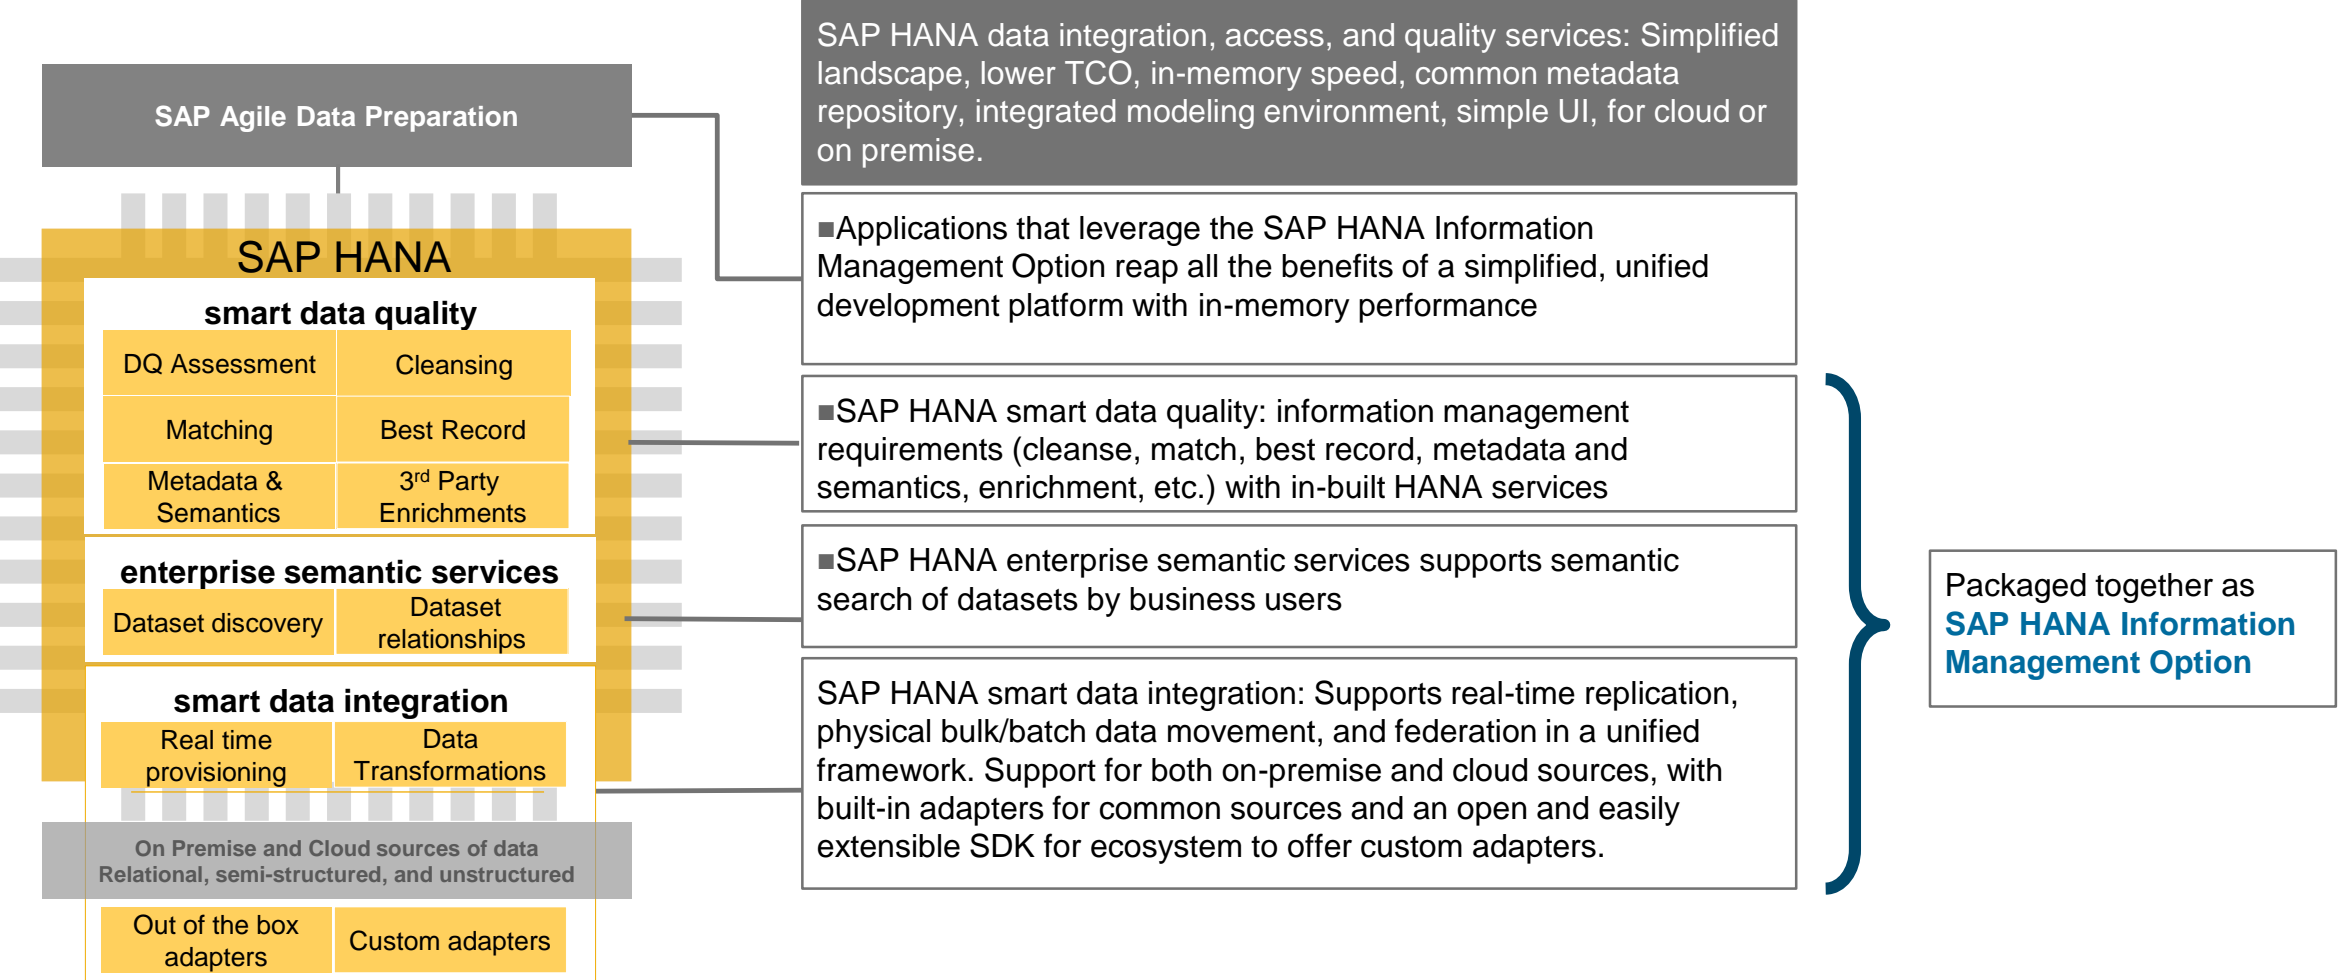 SAP Agile Data Preparation
SAP HANA
smart data quality
DQ Assessment
Cleansing
Matching
Best Record
Metadata &
Semantics
3rd Party
Enrichments
enterprise semantic services
Dataset discovery
Dataset
relationships
smart data integration
Real time
provisioning
Data
Transformations
On Premise and Cloud sources of data
Relational, semi-structured, and unstructured
Out of the box
adapters
Custom adapters
SAP HANA data integration, access, and quality services: Simplified
landscape, lower TCO, in-memory speed, common metadata
repository, integrated modeling environment, simple UI, for cloud or
on premise.
■Applications that leverage the SAP HANA Information
Management Option reap all the benefits of a simplified, unified
development platform with in-memory performance
■SAP HANA smart data quality: information management
requirements (cleanse, match, best record, metadata and
semantics, enrichment, etc.) with in-built HANA services
■SAP HANA enterprise semantic services supports semantic
search of datasets by business users
SAP HANA smart data integration: Supports real-time replication,
physical bulk/batch data movement, and federation in a unified
framework. Support for both on-premise and cloud sources, with
built-in adapters for common sources and an open and easily
extensible SDK for ecosystem to offer custom adapters.
Packaged together as
SAP HANA Information
Management Option